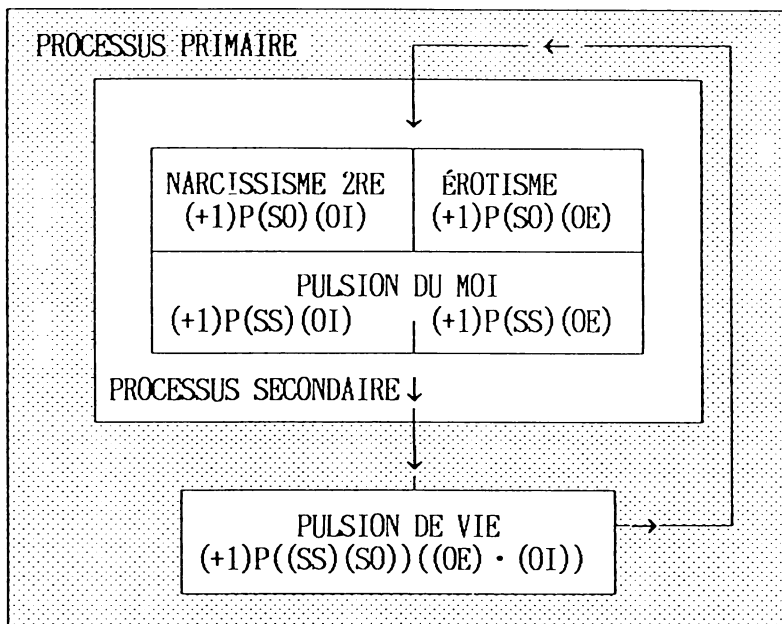 PROCESSUS PRIMAIRE
NARCISSISME 2RE
(+1)P(SO)(OI)
ÉROTISME
(+1)P(SO)(OE)
PULSION DU MOI
(+1)P(SS)(OI) (+1)P(SS)(OE)
PROCESSUS SECONDAIRE
PULSION DE VIE
(+1)P((SS)(SO))((OE)·(OI))